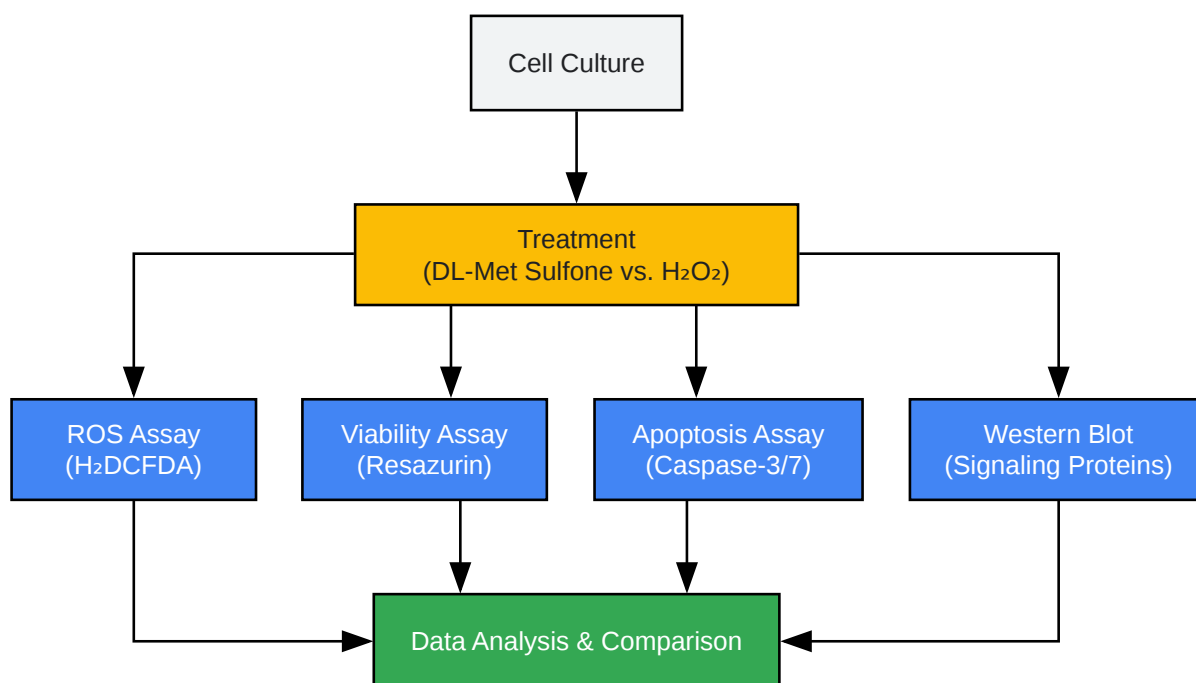 Cell Culture
Treatment
(DL-Met Sulfone vs. H₂O₂)
ROS Assay
(H₂DCFDA)
Viability Assay
(Resazurin)
Apoptosis Assay
(Caspase-3/7)
Western Blot
(Signaling Proteins)
Data Analysis & Comparison